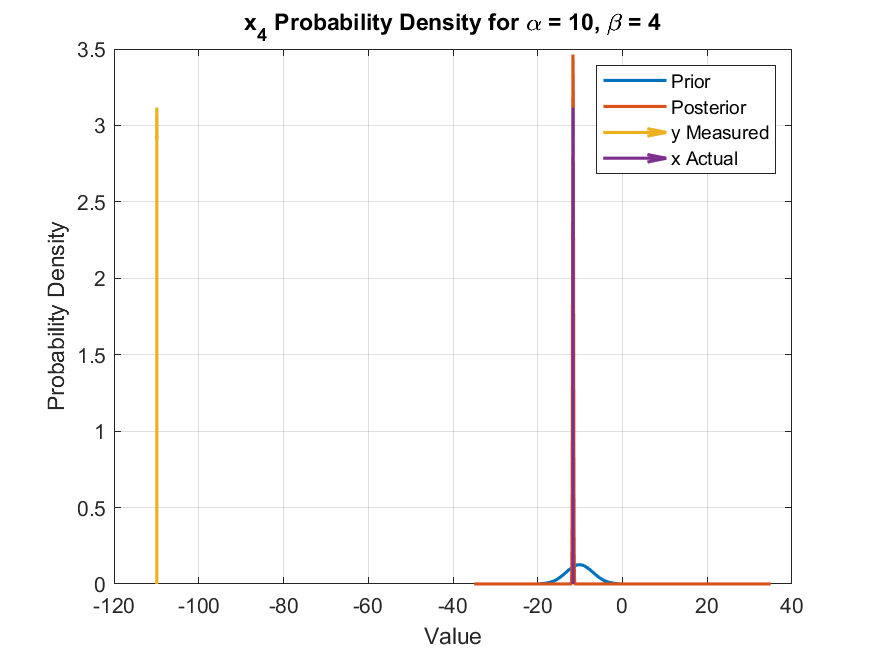 x₄ Probability Density for α = 10, β = 4
3.5
3
2.5
2
1.5
1
0.5
0
Probability Density
Prior
Posterior
y Measured
x Actual
-120 -100 -80 -60 -40 -20 0 20 40
Value